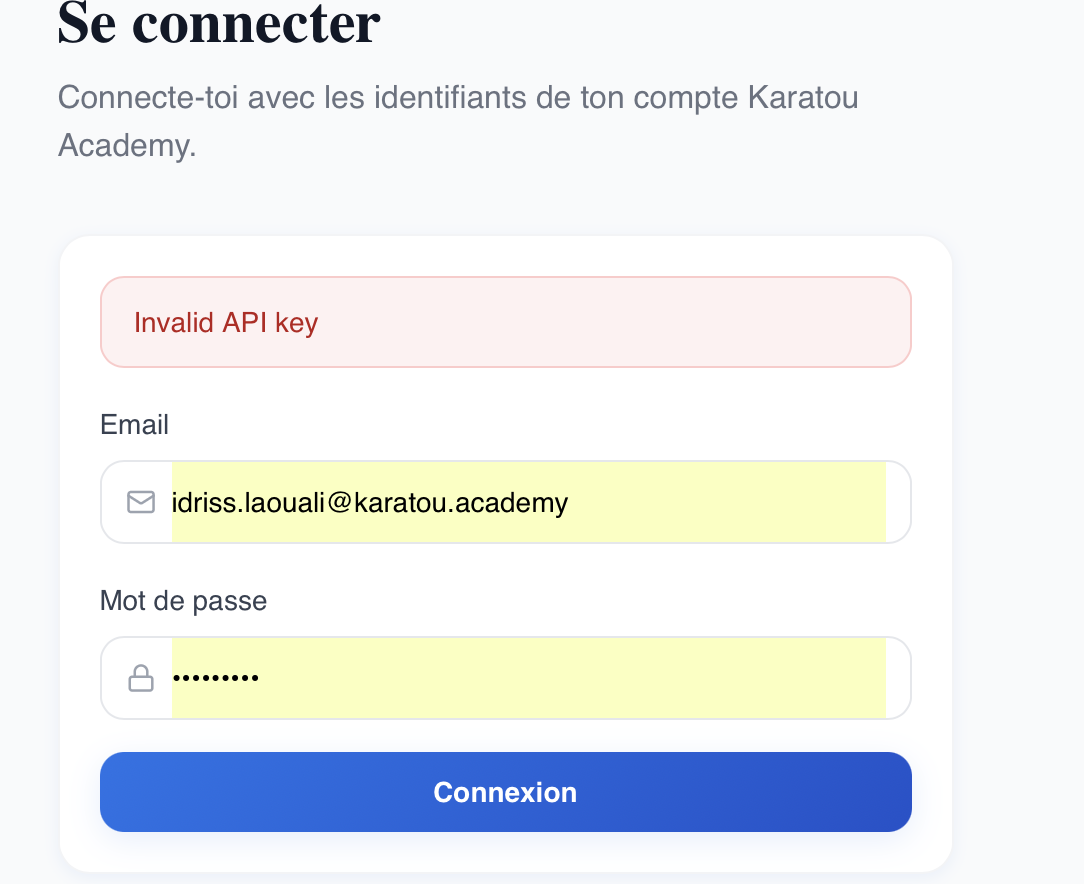 Se connecter
Connecte-toi avec les identifiants de ton compte Karatou
Academy.
Invalid API key
Email
idriss.laouali@karatou.academy
Mot de passe
•••••••••
Connexion